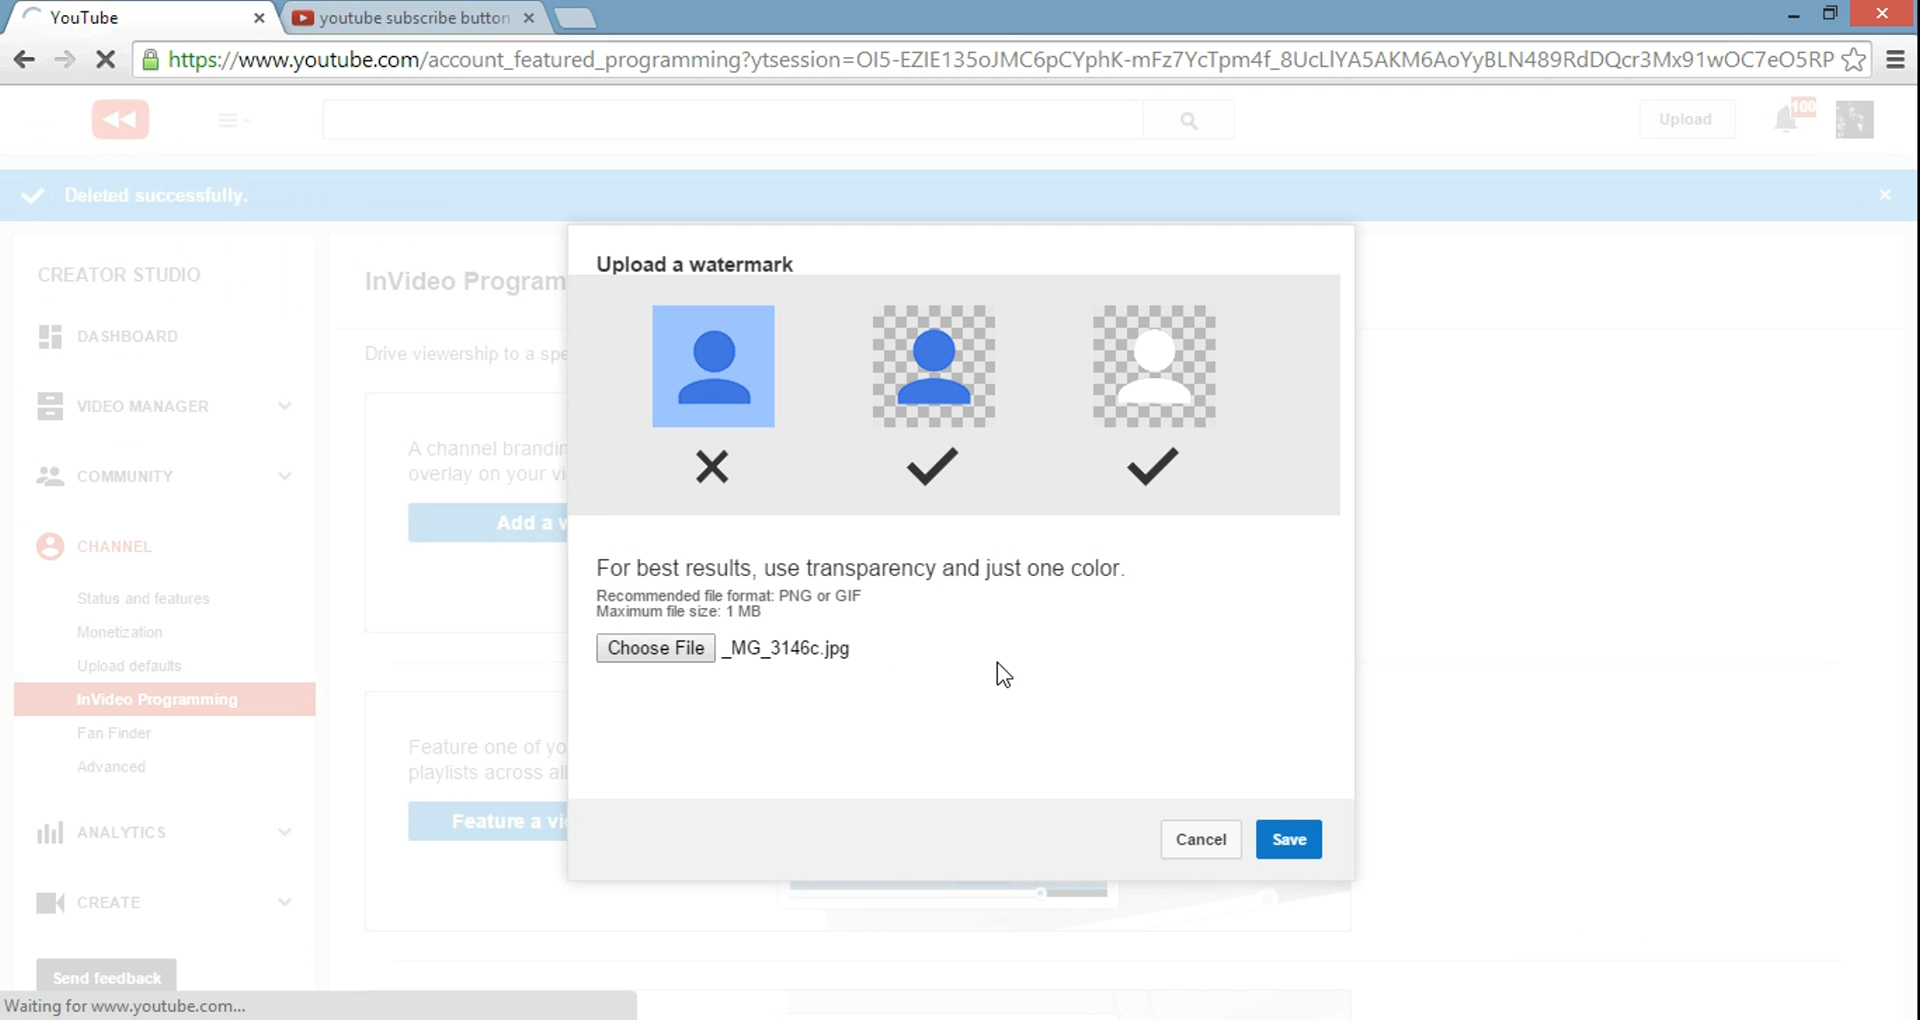 YouTube
youtube subscribe button
https://www.youtube.com/account_featured_programming?ytsession=OI5-EZIE135oJMC6pCYphK-mFz7YcTpm4f_8UcLlYA5AKM6AoYyBLN489RdDQcr3Mx91wOC7eO5RP
Upload
100
Deleted successfully.
CREATOR STUDIO
DASHBOARD
VIDEO MANAGER
COMMUNITY
CHANNEL
Status and features
Monetization
Upload defaults
InVideo Programming
Fan Finder
Advanced
ANALYTICS
CREATE
Send feedback
InVideo Program
Drive viewership to a spe
A channel brandin
overlay on your vi
Add a w
Feature one of yo
playlists across all
Feature a vi
Upload a watermark
For best results, use transparency and just one color.
Recommended file format: PNG or GIF
Maximum file size: 1 MB
Choose File _MG_3146c.jpg
Cancel Save
Waiting for www.youtube.com...